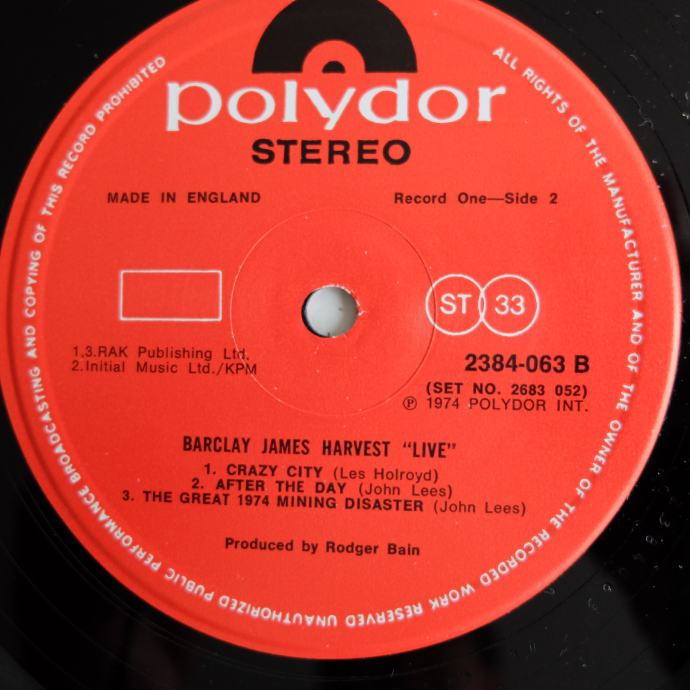 polydor
STEREO
MADE IN ENGLAND
Record One—Side 2
ST 33
1,3.RAK Publishing Ltd.
2.Initial Music Ltd./KPM
2384-063 B
(SET NO. 2683 052)
℗ 1974 POLYDOR INT.
BARCLAY JAMES HARVEST "LIVE"
1. CRAZY CITY (Les Holroyd)
2. AFTER THE DAY (John Lees)
3. THE GREAT 1974 MINING DISASTER (John Lees)
Produced by Rodger Bain
ALL RIGHTS OF THE MANUFACTURER AND OF THE OWNER OF THE RECORDED WORK RESERVED UNAUTHORIZED PUBLIC PERFORMANCE BROADCASTING AND COPYING OF THIS RECORD PROHIBITED